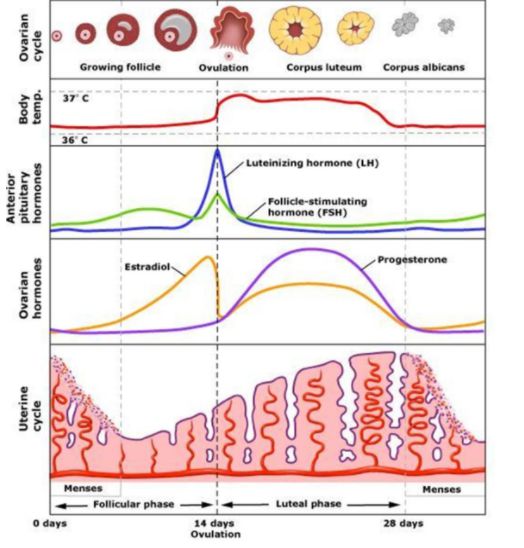 Ovarian
cycle
Growing follicle
Ovulation
Corpus luteum
Corpus albicans
Body
temp.
37° C
36° C
Anterior
pituitary
hormones
Luteinizing hormone (LH)
Follicle-stimulating
hormone (FSH)
Ovarian
hormones
Estradiol
Progesterone
Uterine
cycle
Menses
Menses
Follicular phase
Luteal phase
0 days
14 days
28 days
Ovulation